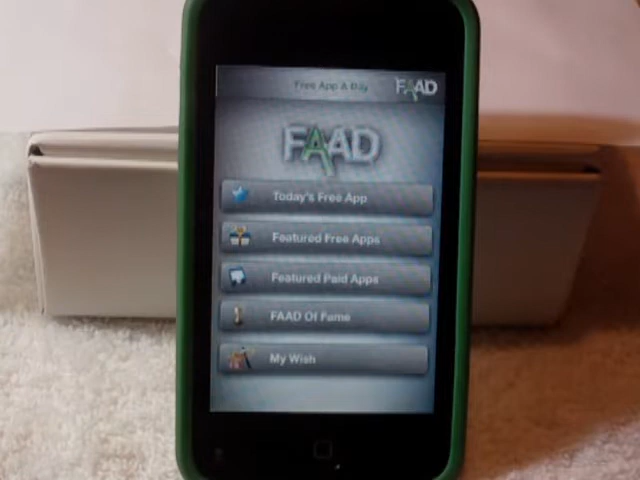 Free App A Day
FAAD
FAAD
Today's Free App
Featured Free Apps
Featured Paid Apps
FAAD Of Fame
My Wish